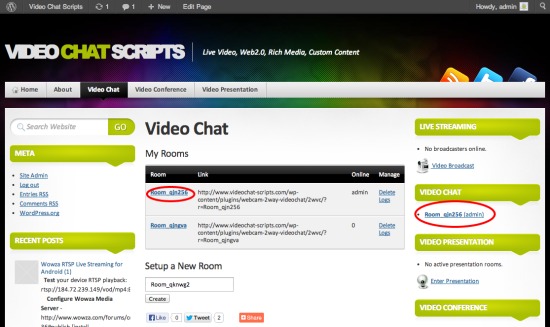 Video Chat Scripts 1 1 + New Edit Page Howdy, admin
VIDEO CHAT SCRIPTS
Live Video, Web2.0, Rich Media, Custom Content
Home About Video Chat Video Conference Video Presentation
Search Website GO
META
Site Admin
Log out
Entries RSS
Comments RSS
WordPress.org
RECENT POSTS
Wowza RTSP Live Streaming for
Android (1)
Test your device RTSP playback:
rtsp://184.72.239.149/vod/mp4:B
Configure Wowza Media
Server -
http://www.wowza.com/forums/c
Video Chat
My Rooms
Room Link Online Manage
Room_qjn256 http://www.videochat-scripts.com/wp-
content/plugins/webcam-2way-videochat/2wvc/?
r=Room_qjn256 admin Delete
Logs
Room_qjngva http://www.videochat-scripts.com/wp-
content/plugins/webcam-2way-videochat/2wvc/?
r=Room_qjngva 0 Delete
Logs
Setup a New Room
Room_qknwg2
Create
Like 0 Tweet 2 Share
LIVE STREAMING
No broadcasters online.
Video Broadcast
VIDEO CHAT
Room_qjn256 (admin)
VIDEO PRESENTATION
No active presentation rooms.
Enter Presentation
VIDEO CONFERENCE